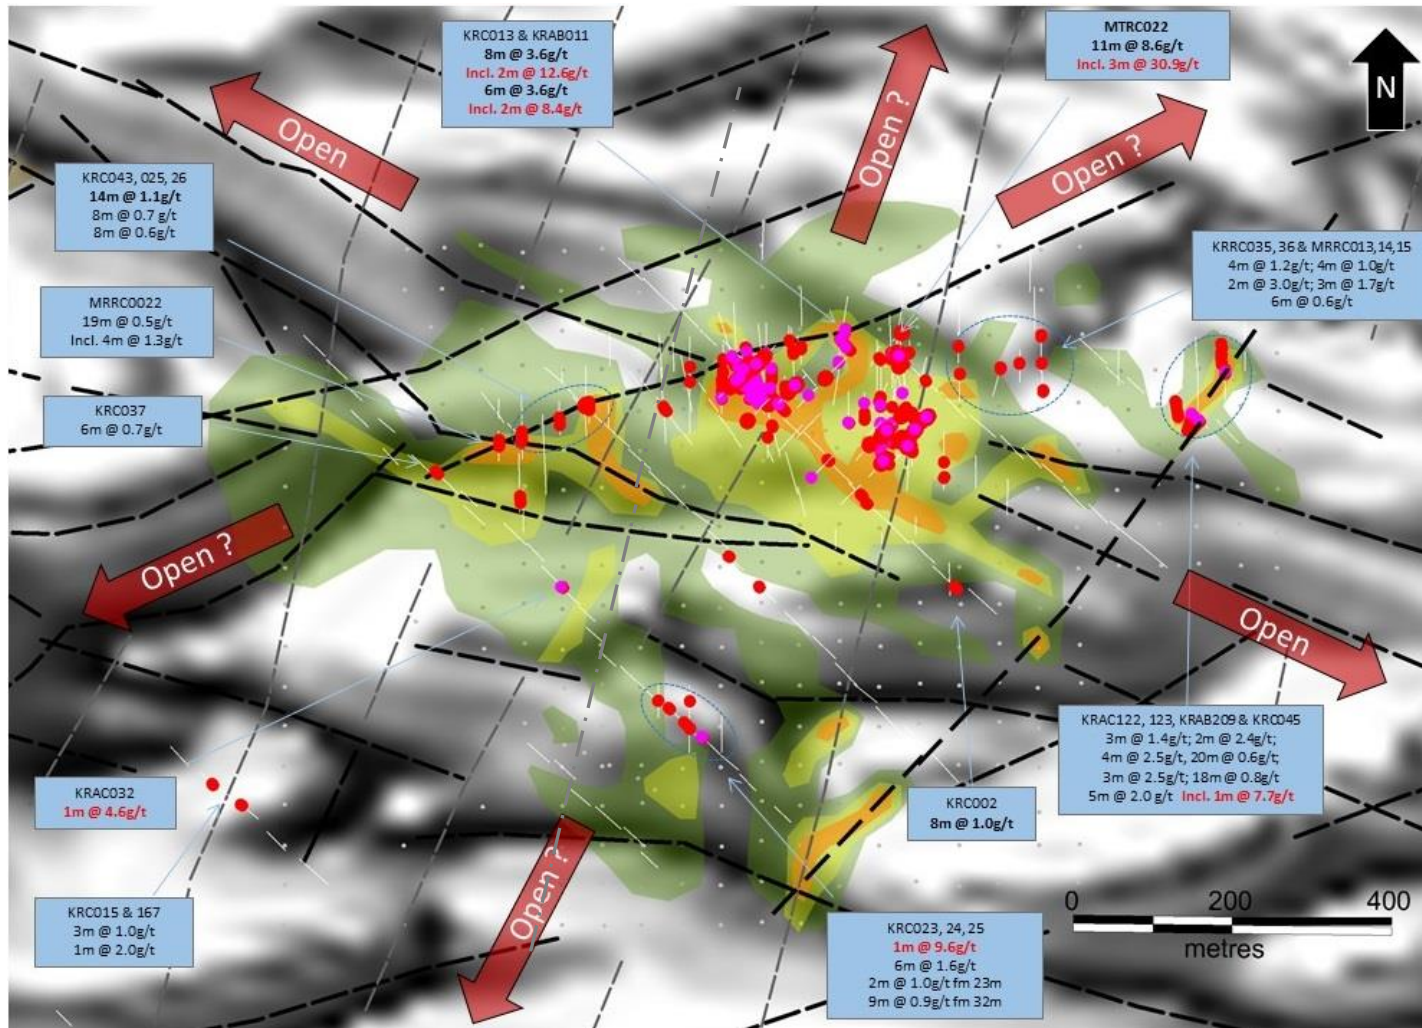 KRC013 & KRAB011
8m @ 3.6g/t
Incl. 2m @ 12.6g/t
6m @ 3.6g/t
Incl. 2m @ 8.4g/t
MTRC022
11m @ 8.6g/t
Incl. 3m @ 30.9g/t
N
Open
Open ?
Open ?
KRC043, 025, 26
14m @ 1.1g/t
8m @ 0.7 g/t
8m @ 0.6g/t
KRRC035, 36 & MRRC013,14,15
4m @ 1.2g/t; 4m @ 1.0g/t
2m @ 3.0g/t; 3m @ 1.7g/t
6m @ 0.6g/t
MRRC0022
19m @ 0.5g/t
Incl. 4m @ 1.3g/t
KRC037
6m @ 0.7g/t
Open ?
Open
KRAC122, 123, KRAB209 & KRC045
3m @ 1.4g/t; 2m @ 2.4g/t;
4m @ 2.5g/t, 20m @ 0.6g/t;
3m @ 2.5g/t; 18m @ 0.8g/t
5m @ 2.0 g/t Incl. 1m @ 7.7g/t
KRAC032
1m @ 4.6g/t
KRC002
8m @ 1.0g/t
Open ?
KRC015 & 167
3m @ 1.0g/t
1m @ 2.0g/t
KRC023, 24,25
1m @ 9.6g/t
6m @ 1.6g/t
2m @ 1.0g/t fm 23m
9m @ 0.9g/t fm 32m
0 200 400
metres